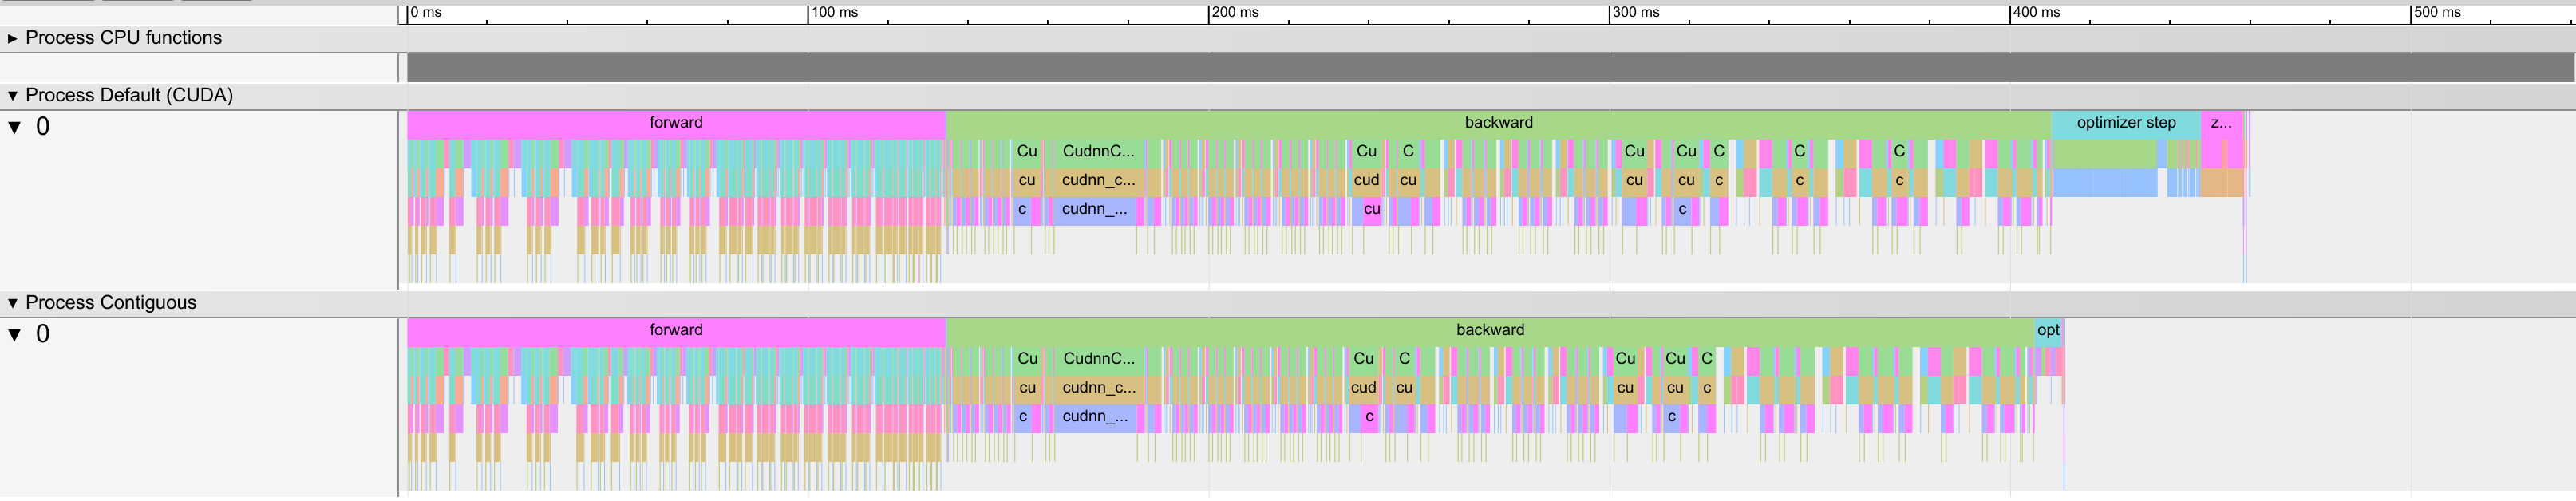 0 ms 100 ms 200 ms 300 ms 400 ms 500 ms
Process CPU functions
Process Default (CUDA)
0 forward backward optimizer step z...
Cu CudnnC... Cu C Cu Cu C C C
cu cudnn_c... cud cu cu cu c c c
c cudnn_... cu c
Process Contiguous
0 forward backward opt
Cu CudnnC... Cu C Cu Cu C
cu cudnn_c... cud cu cu cu c
c cudnn_... c c